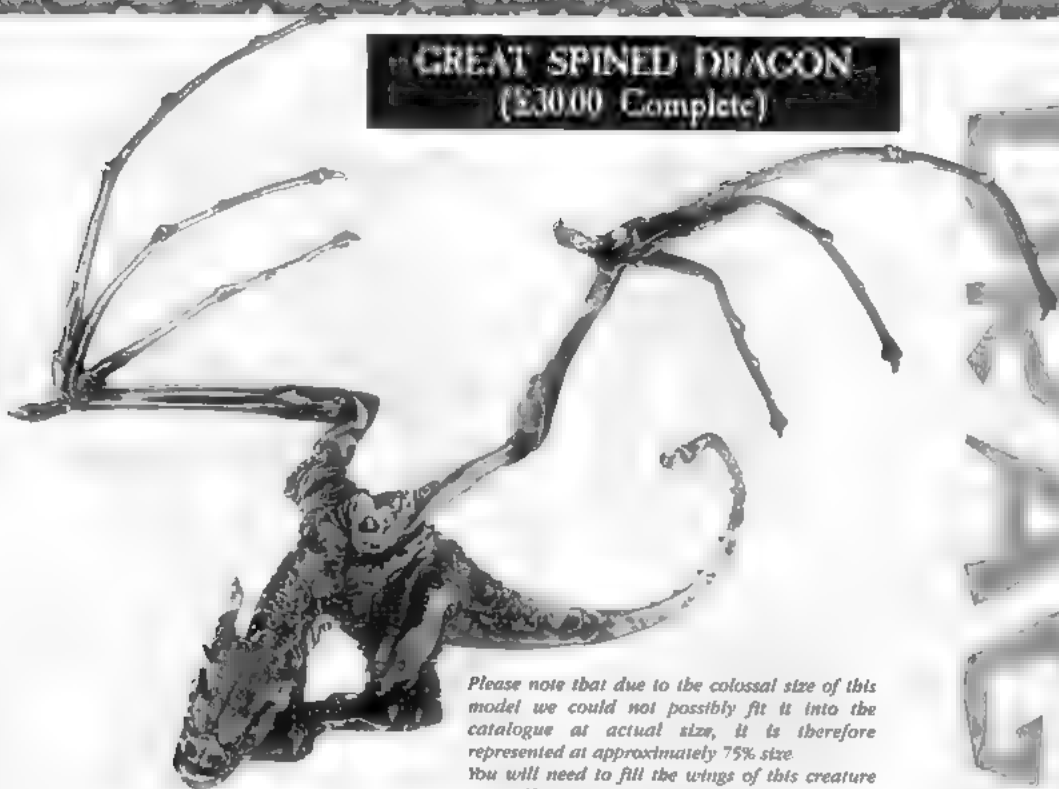 GREAT SPINED DRAGON
(£30.00 Complete)
Please note that due to the colossal size of this
model we could not possibly fit it into the
catalogue at actual size, it is therefore
represented at approximately 75% size.
You will need to fill the wings of this creature